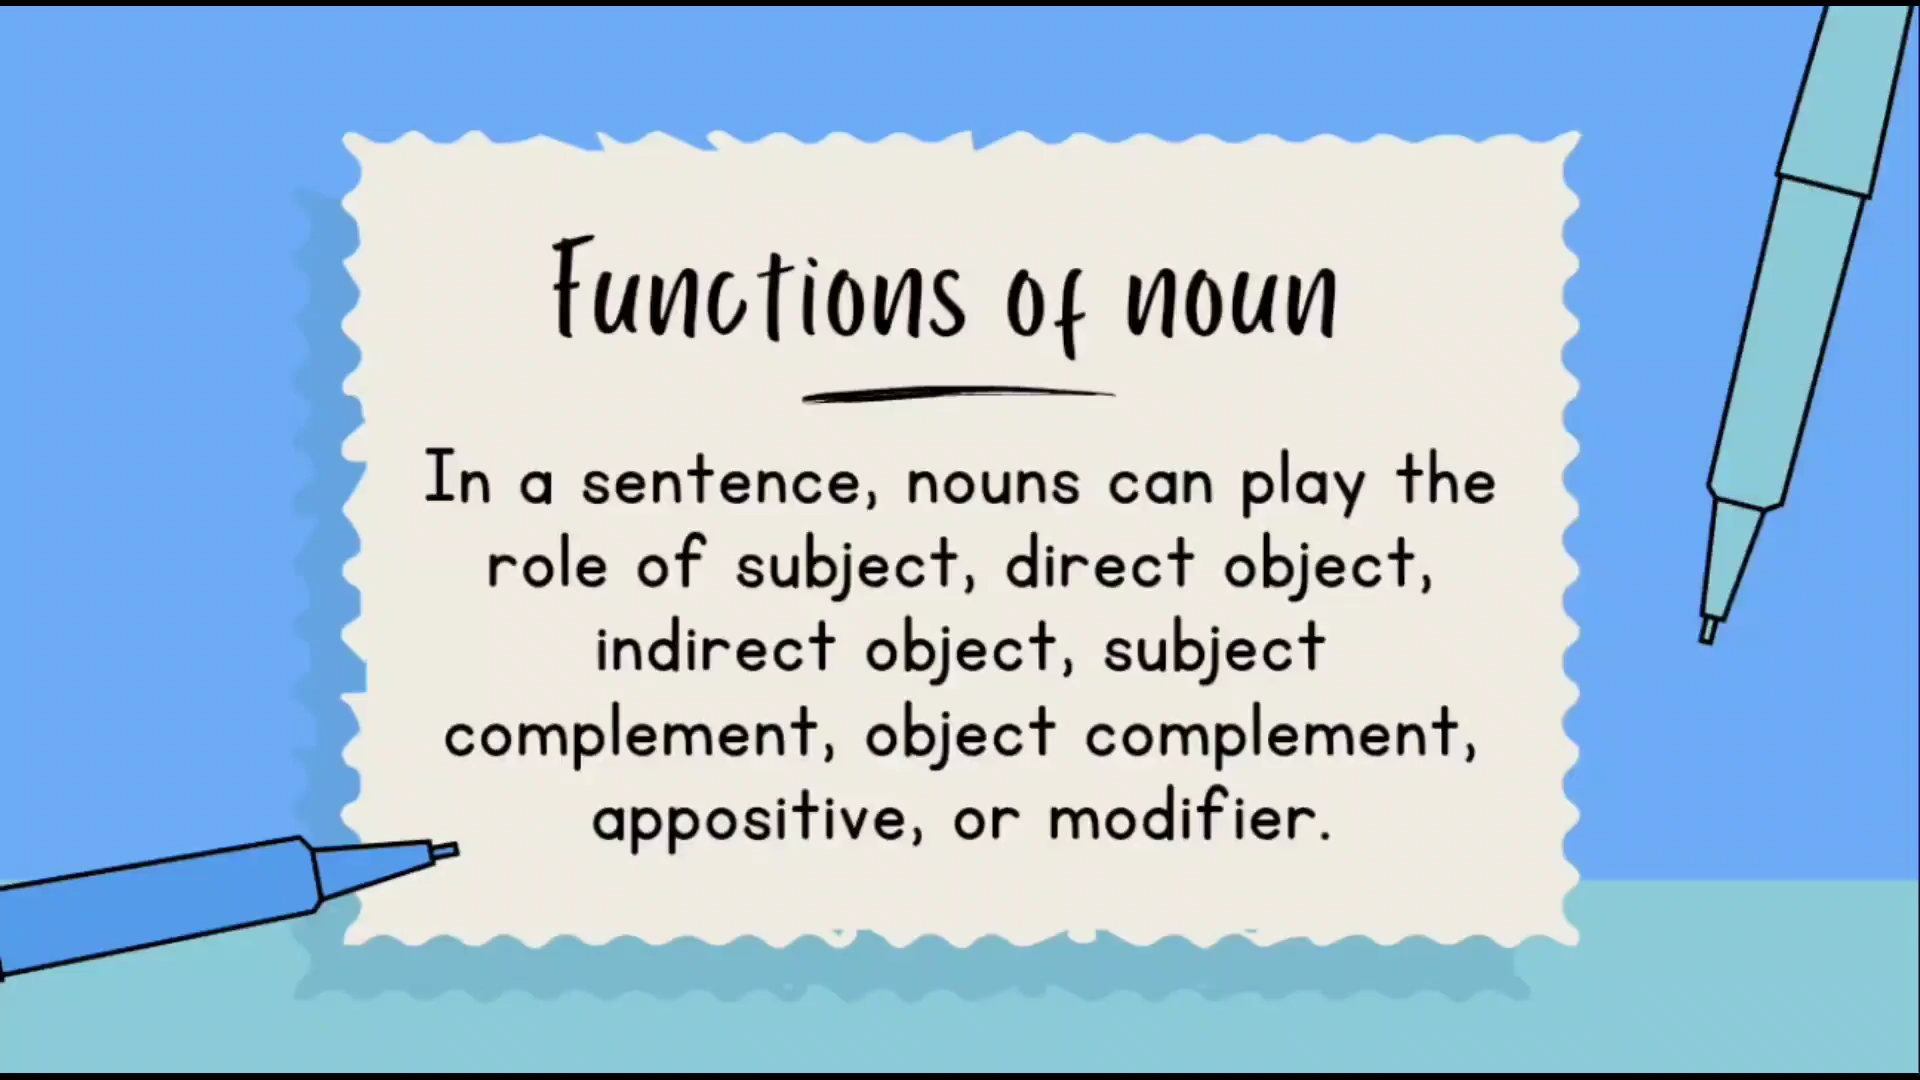 Functions of noun
In a sentence, nouns can play the
role of subject, direct object,
indirect object, subject
complement, object complement,
appositive, or modifier.